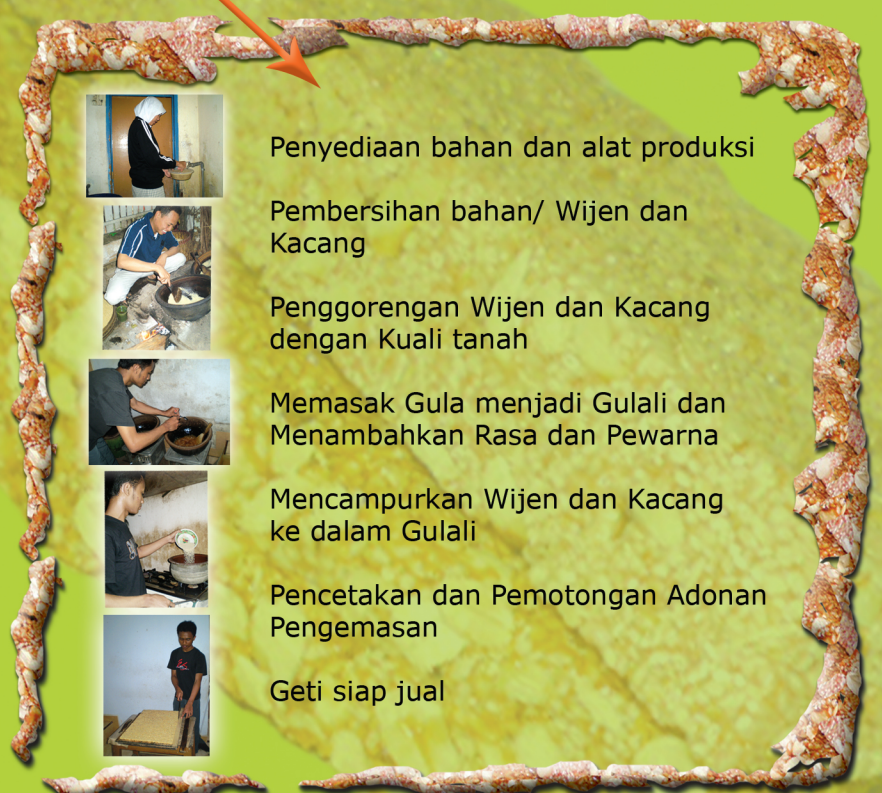 Penyediaan bahan dan alat produksi
Pembersihan bahan/ Wijen dan
Kacang
Penggorengan Wijen dan Kacang
dengan Kuali tanah
Memasak Gula menjadi Gulali dan
Menambahkan Rasa dan Pewarna
Mencampurkan Wijen dan Kacang
ke dalam Gulali
Pencetakan dan Pemotongan Adonan
Pengemasan
Geti siap jual